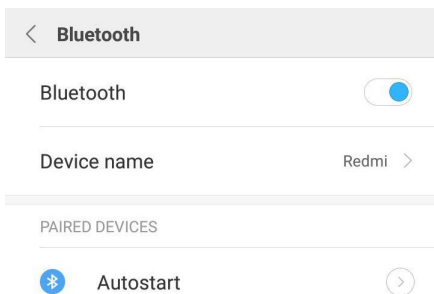 Bluetooth
Bluetooth
Device name Redmi
PAIRED DEVICES
Autostart